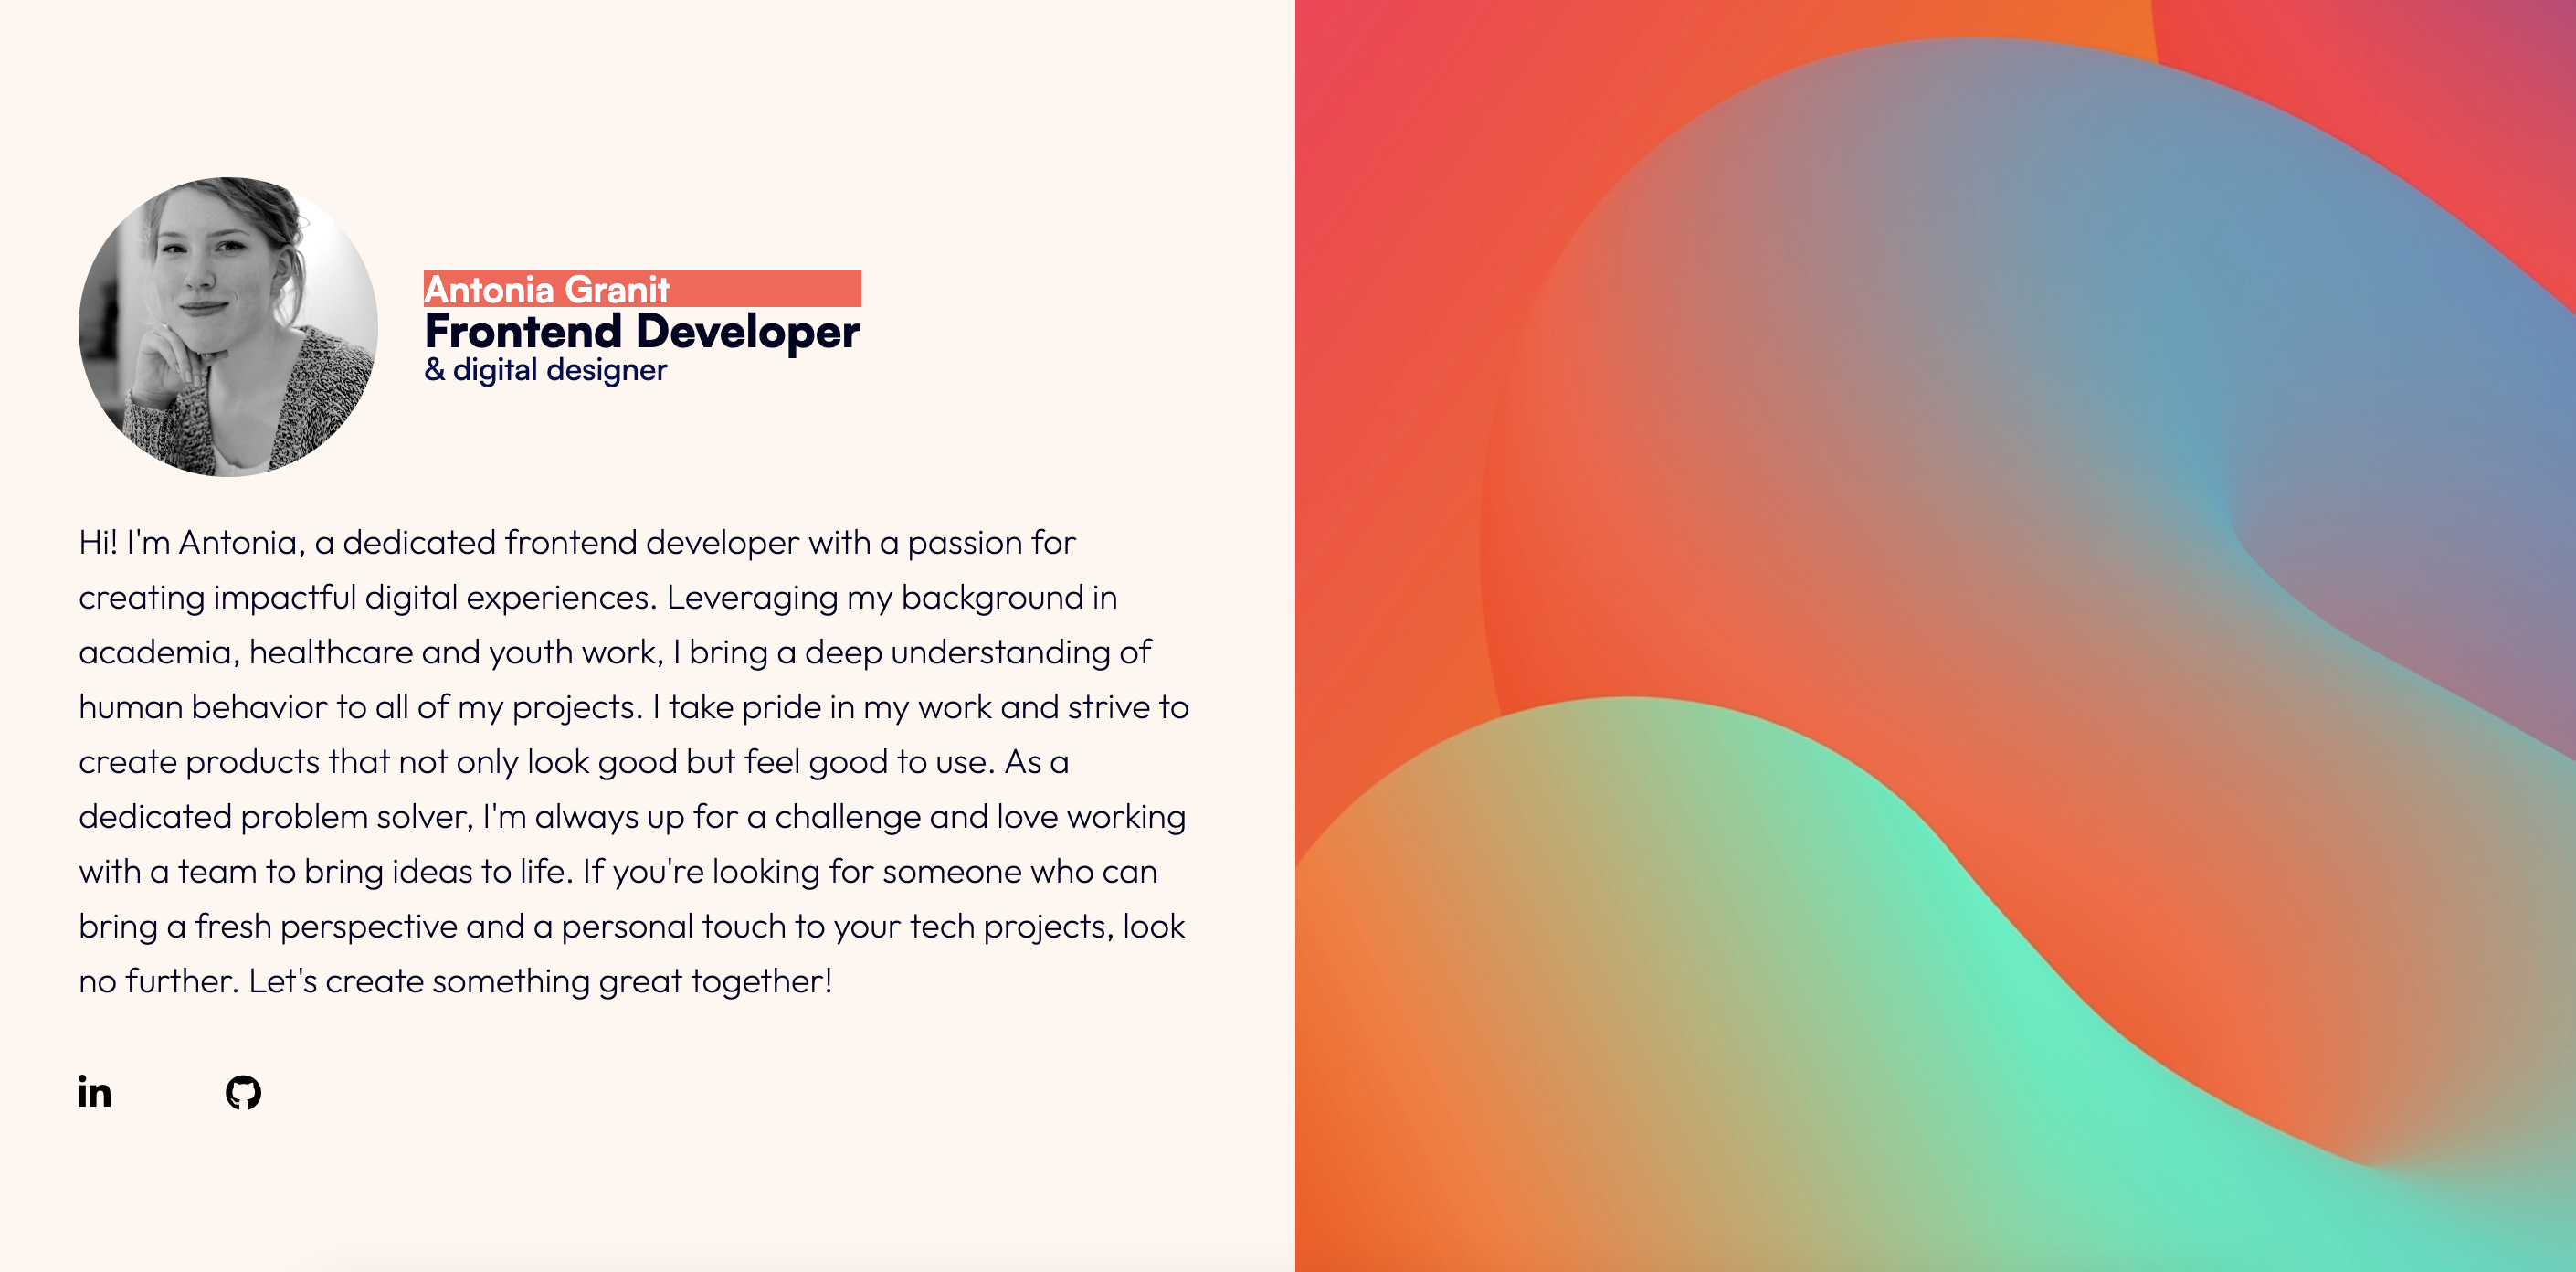 Antonia Granit
Frontend Developer
& digital designer
Hi! I'm Antonia, a dedicated frontend developer with a passion for
creating impactful digital experiences. Leveraging my background in
academia, healthcare and youth work, I bring a deep understanding of
human behavior to all of my projects. I take pride in my work and strive to
create products that not only look good but feel good to use. As a
dedicated problem solver, I'm always up for a challenge and love working
with a team to bring ideas to life. If you're looking for someone who can
bring a fresh perspective and a personal touch to your tech projects, look
no further. Let's create something great together!
in